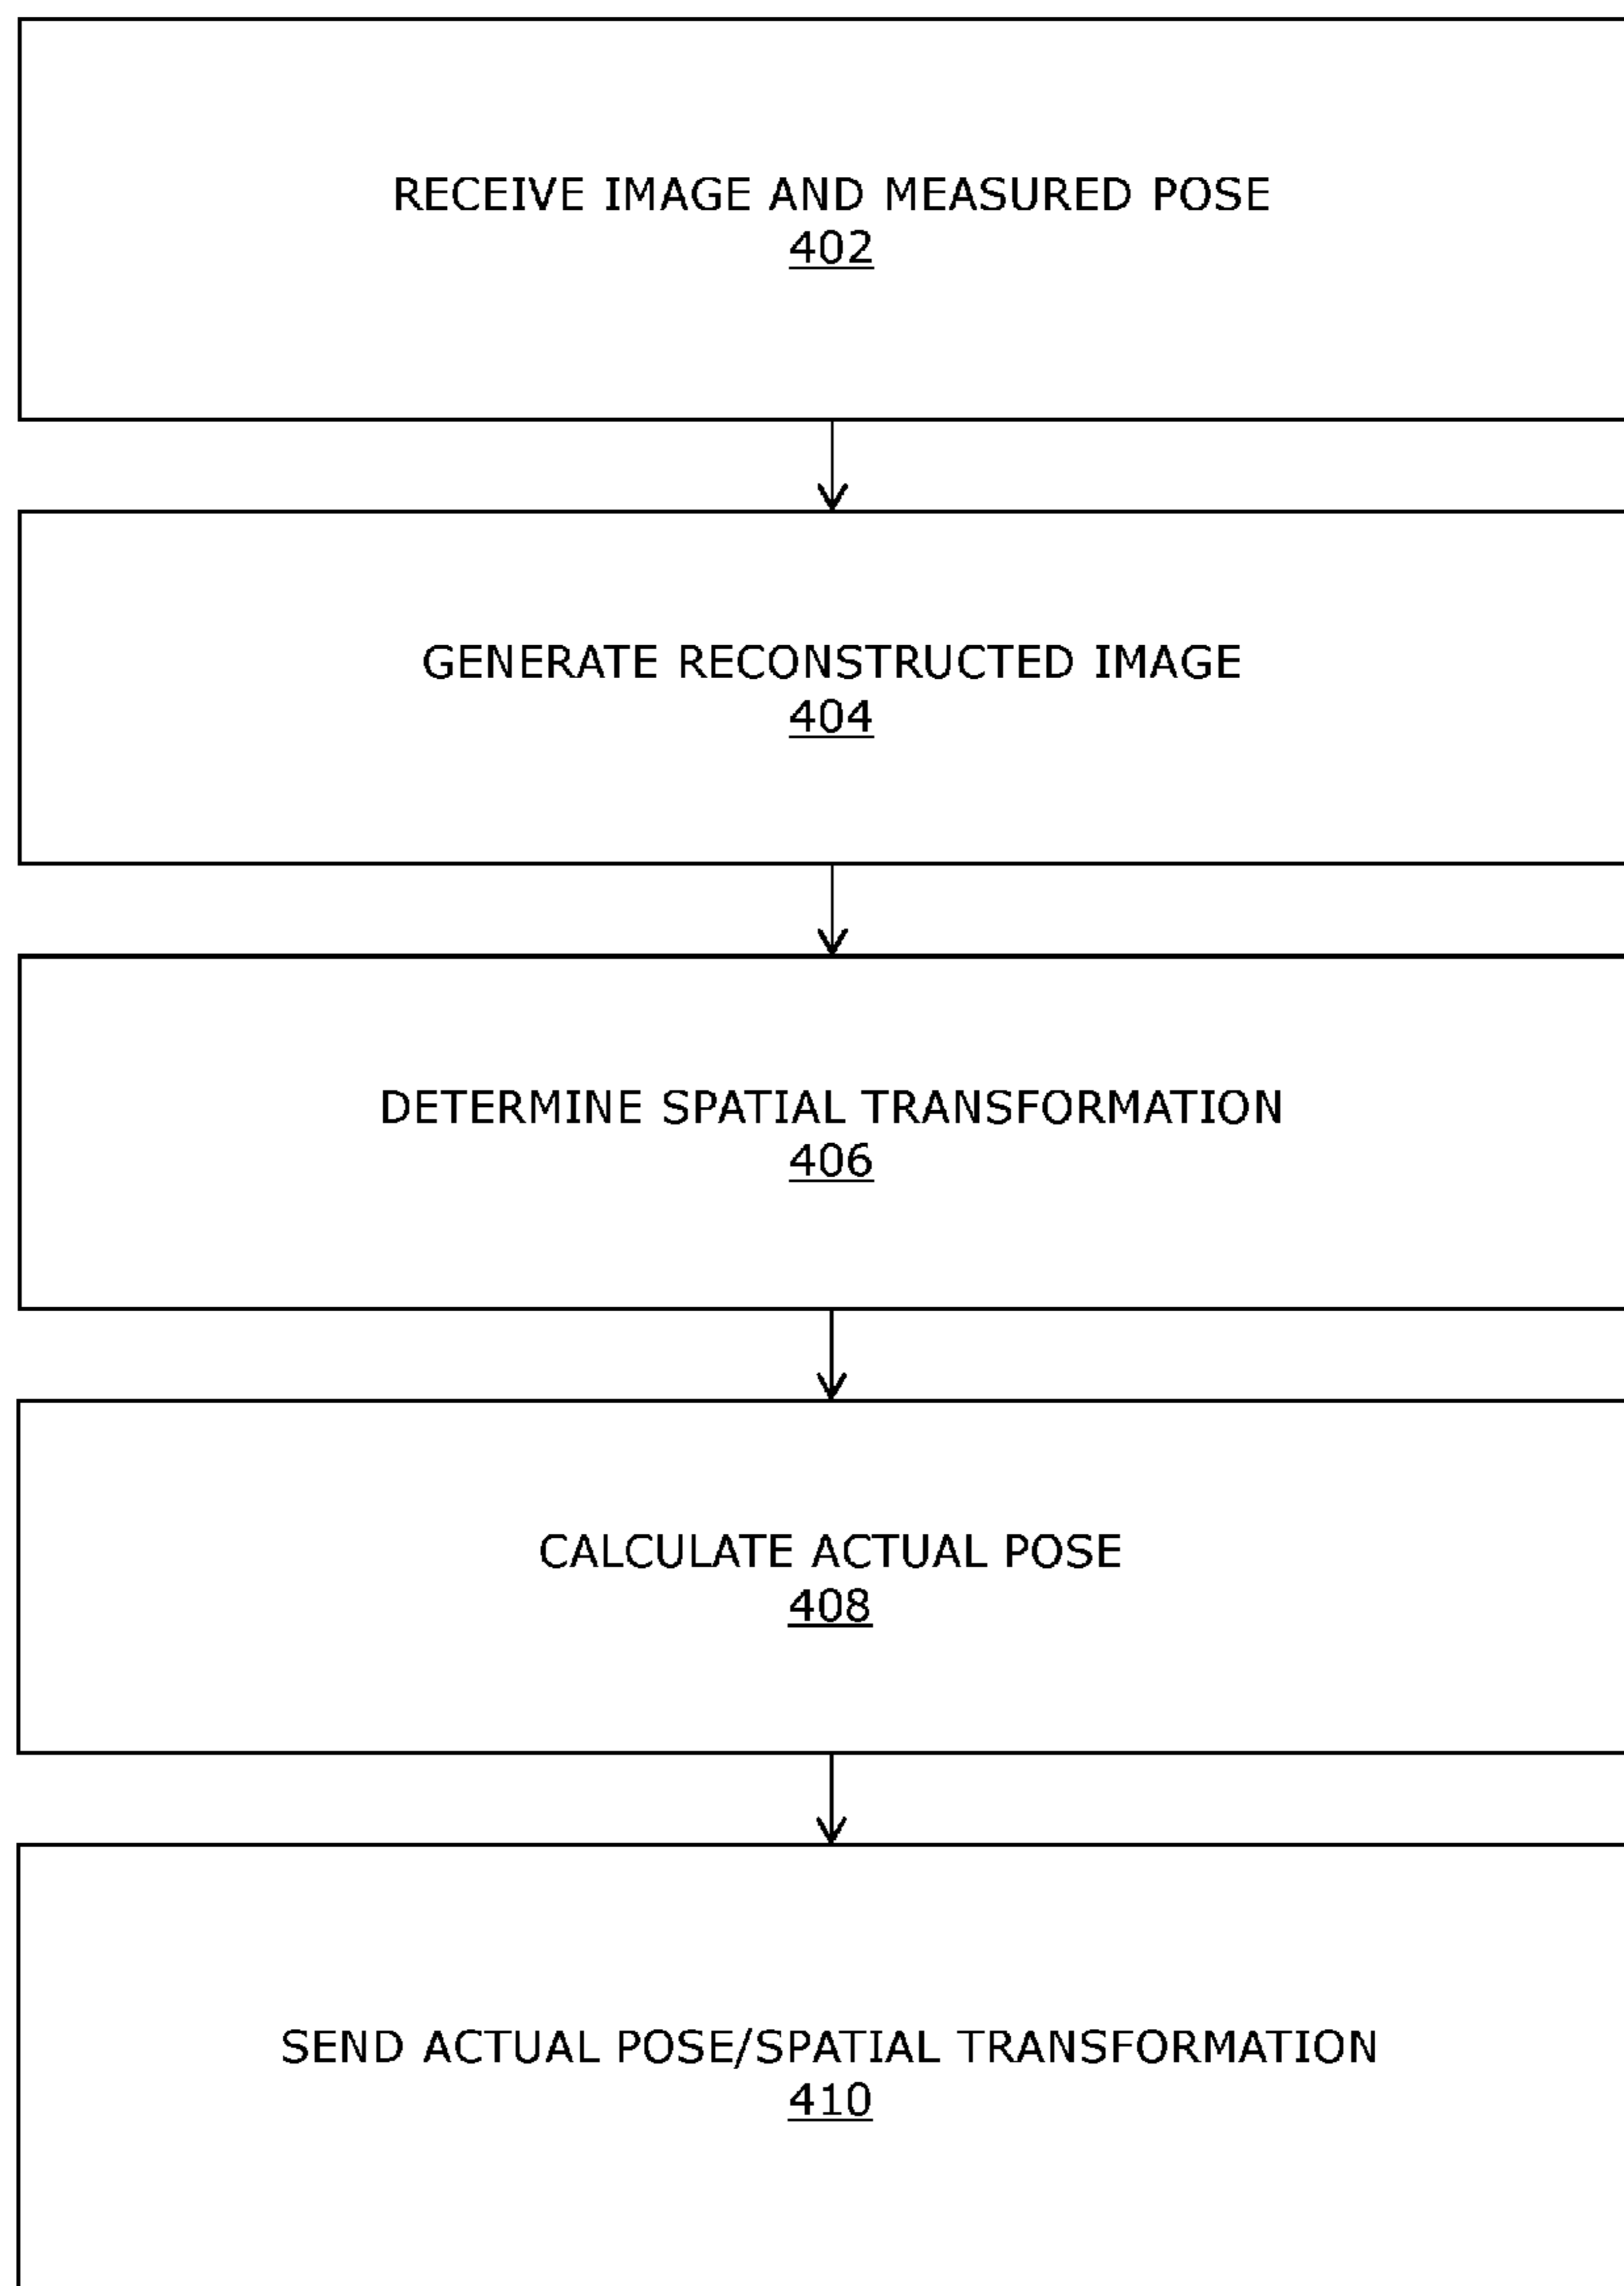 RECEIVE IMAGE AND MEASURED POSE
402
GENERATE RECONSTRUCTED IMAGE
404
DETERMINE SPATIAL TRANSFORMATION
406
CALCULATE ACTUAL POSE
408
SEND ACTUAL POSE/SPATIAL TRANSFORMATION
410